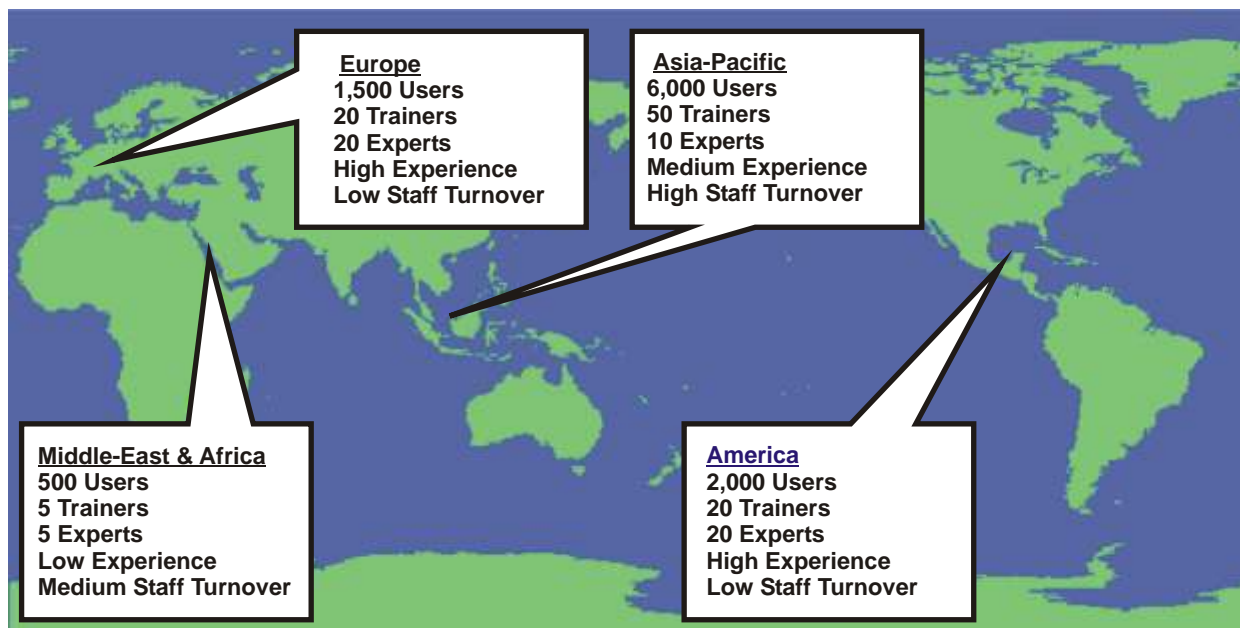 Europe
1,500 Users
20 Trainers
20 Experts
High Experience
Low Staff Turnover
Asia-Pacific
6,000 Users
50 Trainers
10 Experts
Medium Experience
High Staff Turnover
Middle-East & Africa
500 Users
5 Trainers
5 Experts
Low Experience
Medium Staff Turnover
America
2,000 Users
20 Trainers
20 Experts
High Experience
Low Staff Turnover